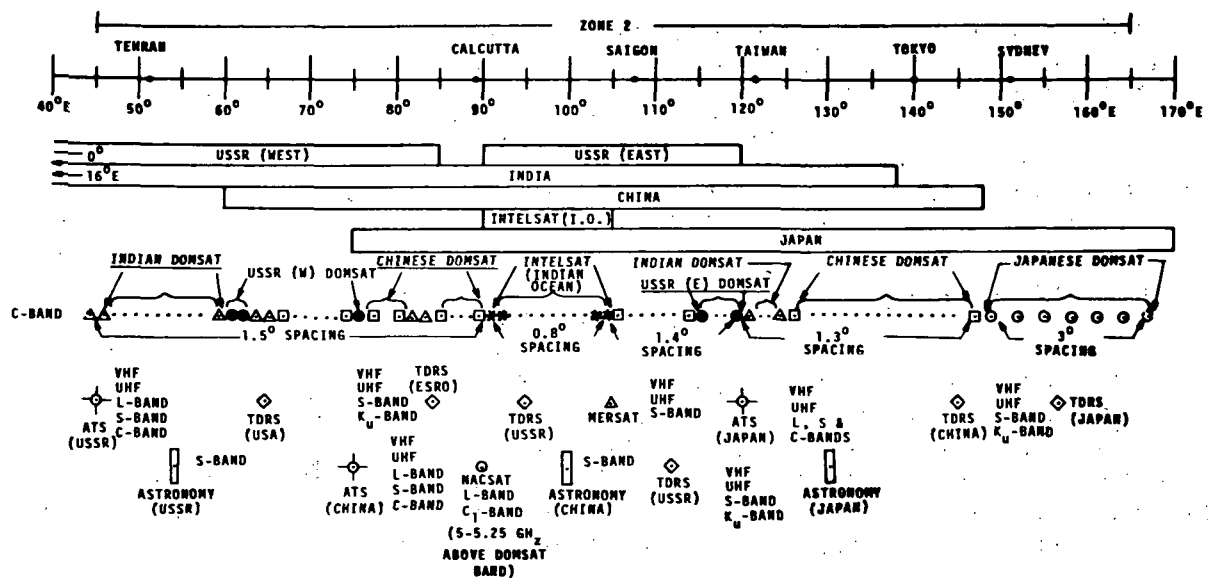 ZONE 2
TEHRAN CALCUTTA SAIGON TAIWAN TOKYO SYDNEY
40°E 50° 60° 70° 80° 90° 100° 110° 120° 130° 140° 150° 160°E 170°E
0° USSR (WEST) USSR (EAST)
16°E INDIA
CHINA
INTELSAT(I.O.)
JAPAN
INDIAN DOMSAT
USSR (W) DOMSAT
CHINESE DOMSAT
INTELSAT
(INDIAN
OCEAN)
INDIAN DOMSAT
USSR (E) DOMSAT
CHINESE DOMSAT
JAPANESE DOMSAT
C-BAND
1.5°
SPACING
0.8°
SPACING
1.4°
SPACING
1.3°
SPACING
3°
SPACING
VHF
UHF
L-BAND
S-BAND
C-BAND
ATS
(USSR)
TDRS
(USA)
VHF
UHF
S-BAND
Ku-BAND
TDRS
(ESRO)
TDRS
(USSR)
MERSAT
VHF
UHF
S-BAND
ATS
(JAPAN)
VHF
UHF
L, S &
C-BANDS
TDRS
(CHINA)
VHF
UHF
S-BAND
Ku-BAND
TDRS
(JAPAN)
S-BAND
ASTRONOMY
(USSR)
ATS
(CHINA)
VHF
UHF
L-BAND
S-BAND
C-BAND
NACSAT
L-BAND
C1-BAND
(5-5.25 GHz
ABOVE DOMSAT
BAND)
S-BAND
ASTRONOMY
(CHINA)
TDRS
(USSR)
VHF
UHF
S-BAND
Ku-BAND
ASTRONOMY
(JAPAN)